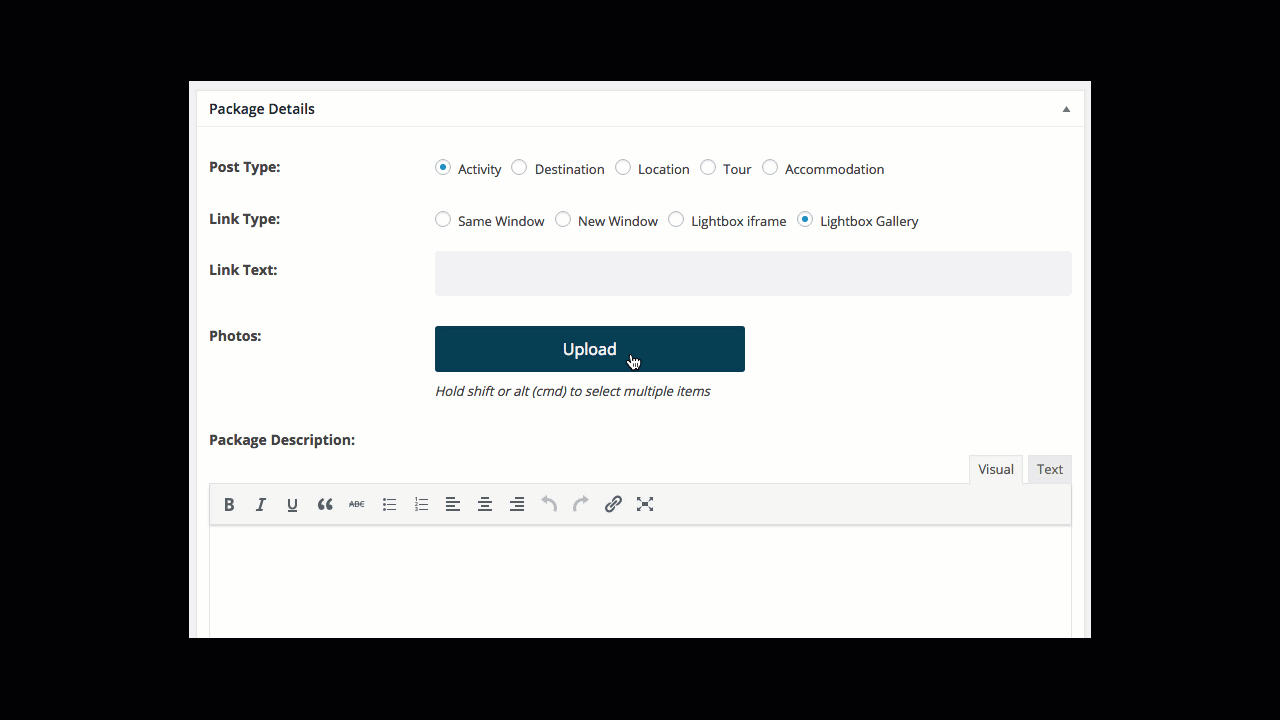 Package Details
Post Type: Activity Destination Location Tour Accommodation
Link Type: Same Window New Window Lightbox iframe Lightbox Gallery
Link Text:
Photos: Upload
Hold shift or alt (cmd) to select multiple items
Package Description:
Visual Text
B I U ABC